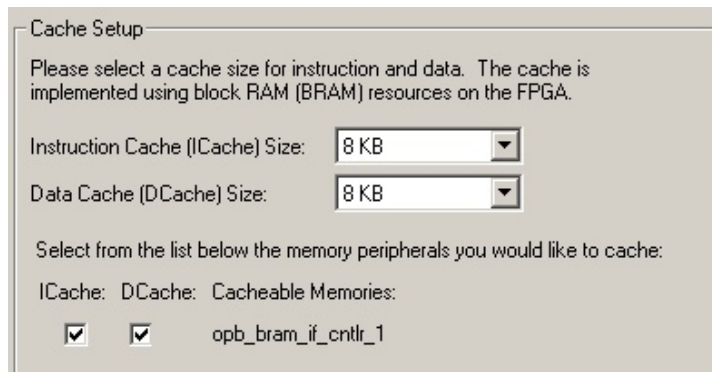 Cache Setup
Please select a cache size for instruction and data. The cache is
implemented using block RAM (BRAM) resources on the FPGA.
Instruction Cache (ICache) Size: 8 KB
Data Cache (DCache) Size: 8 KB
Select from the list below the memory peripherals you would like to cache:
ICache: DCache: Cacheable Memories:
opb_bram_if_cntlr_1